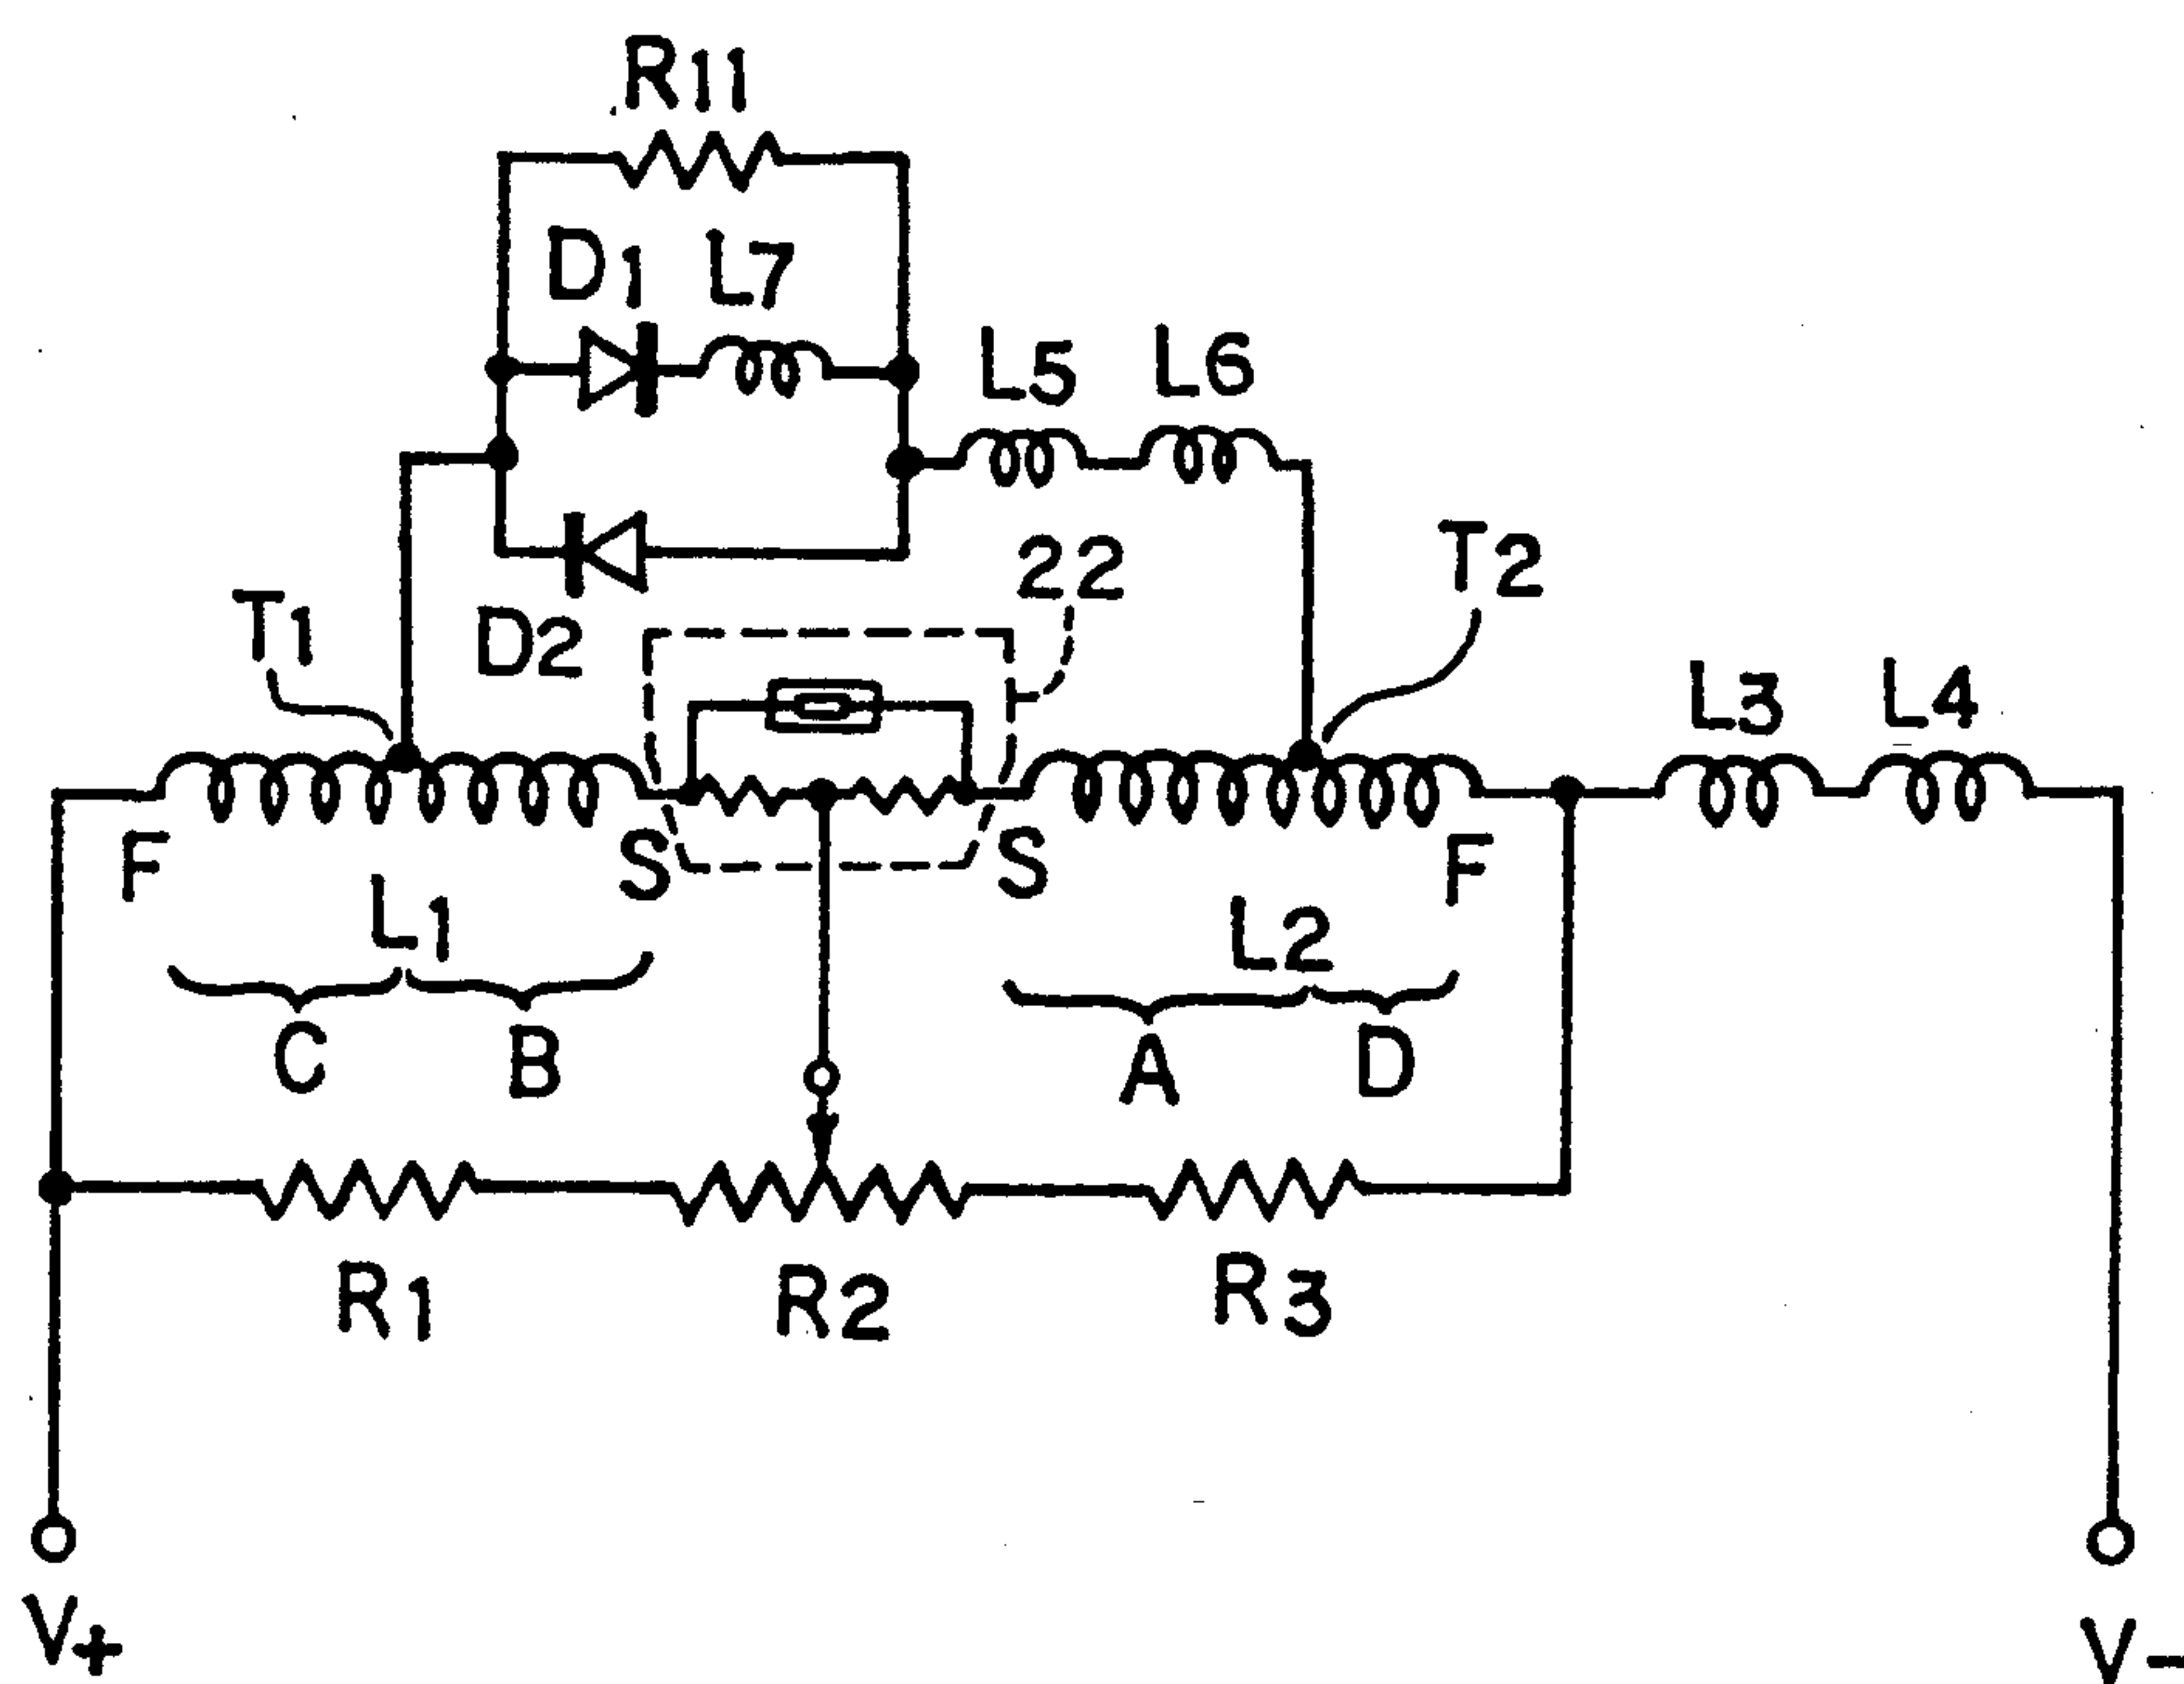 R11
D1 L7
L5 L6
22
T2
T1
D2
L3 L4
F S S F
L1 L2
C B A D
R1 R2 R3
V+ V-